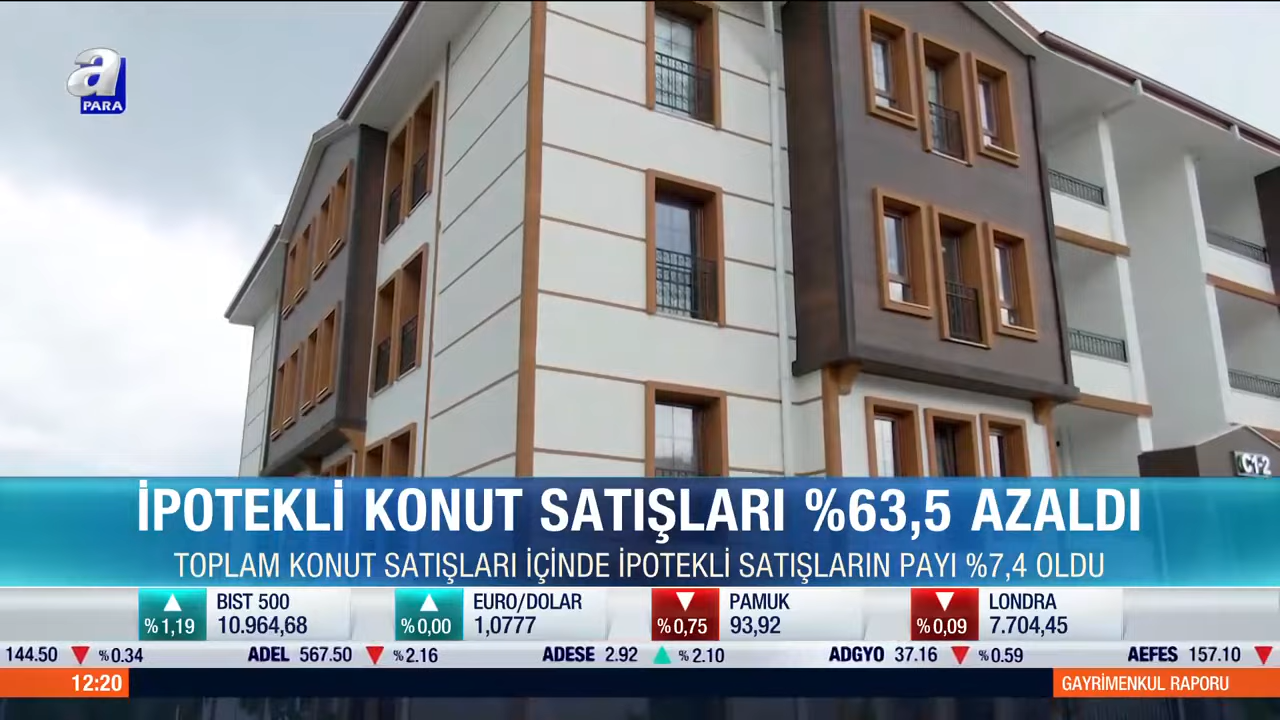 a
PARA
C1-2
İPOTEKLİ KONUT SATIŞLARI %63,5 AZALDI
TOPLAM KONUT SATIŞLARI İÇİNDE İPOTEKLİ SATIŞLARIN PAYI %7,4 OLDU
%1,19 BIST 500 10.964,68
%0,00 EURO/DOLAR 1,0777
%0,75 PAMUK 93,92
%0,09 LONDRA 7.704,45
144.50 %0.34 ADEL 567.50 %2.16 ADESE 2.92 %2.10 ADGYO 37.16 %0.59 AEFES 157.10
12:20 GAYRİMENKUL RAPORU